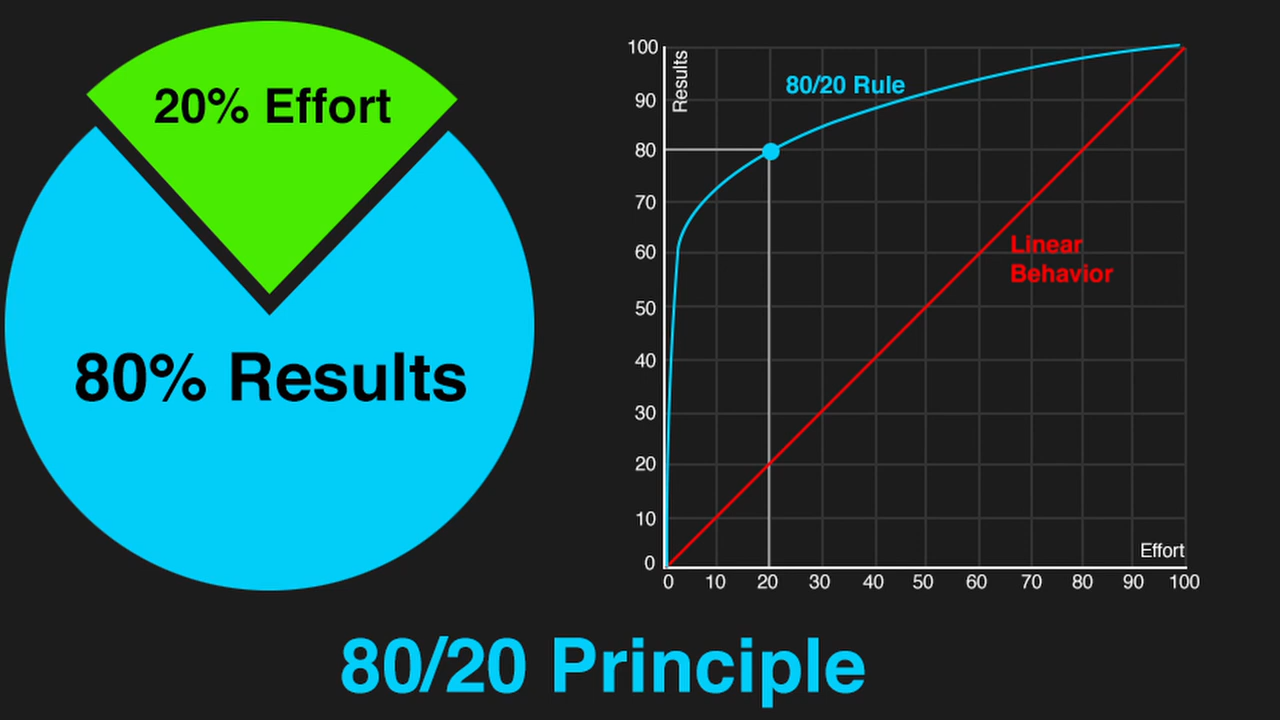 20% Effort
80% Results
Results
80/20 Rule
Linear
Behavior
Effort
100
90
80
70
60
50
40
30
20
10
0
0 10 20 30 40 50 60 70 80 90 100
80/20 Principle